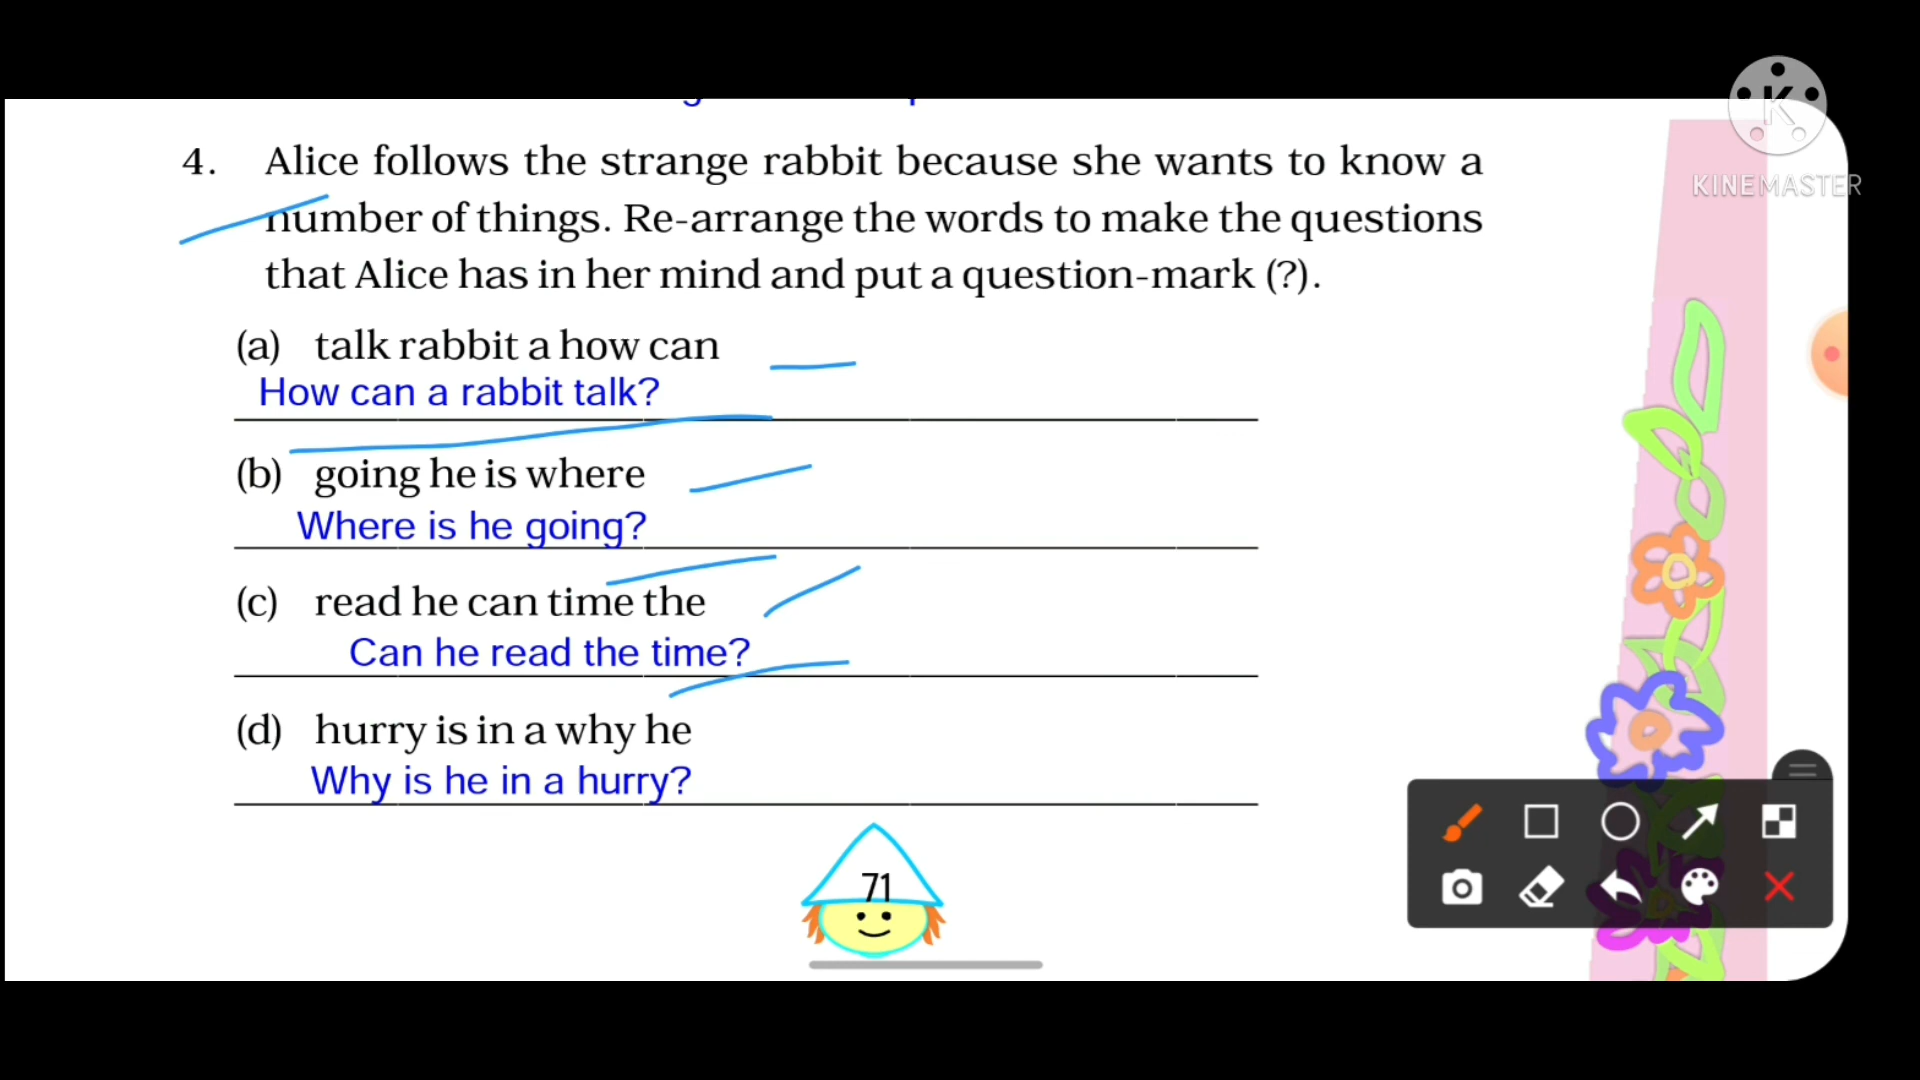 K
KINEMASTER
4. Alice follows the strange rabbit because she wants to know a
number of things. Re-arrange the words to make the questions
that Alice has in her mind and put a question-mark (?).
(a) talk rabbit a how can
How can a rabbit talk?
(b) going he is where
Where is he going?
(c) read he can time the
Can he read the time?
(d) hurry is in a why he
Why is he in a hurry?
71